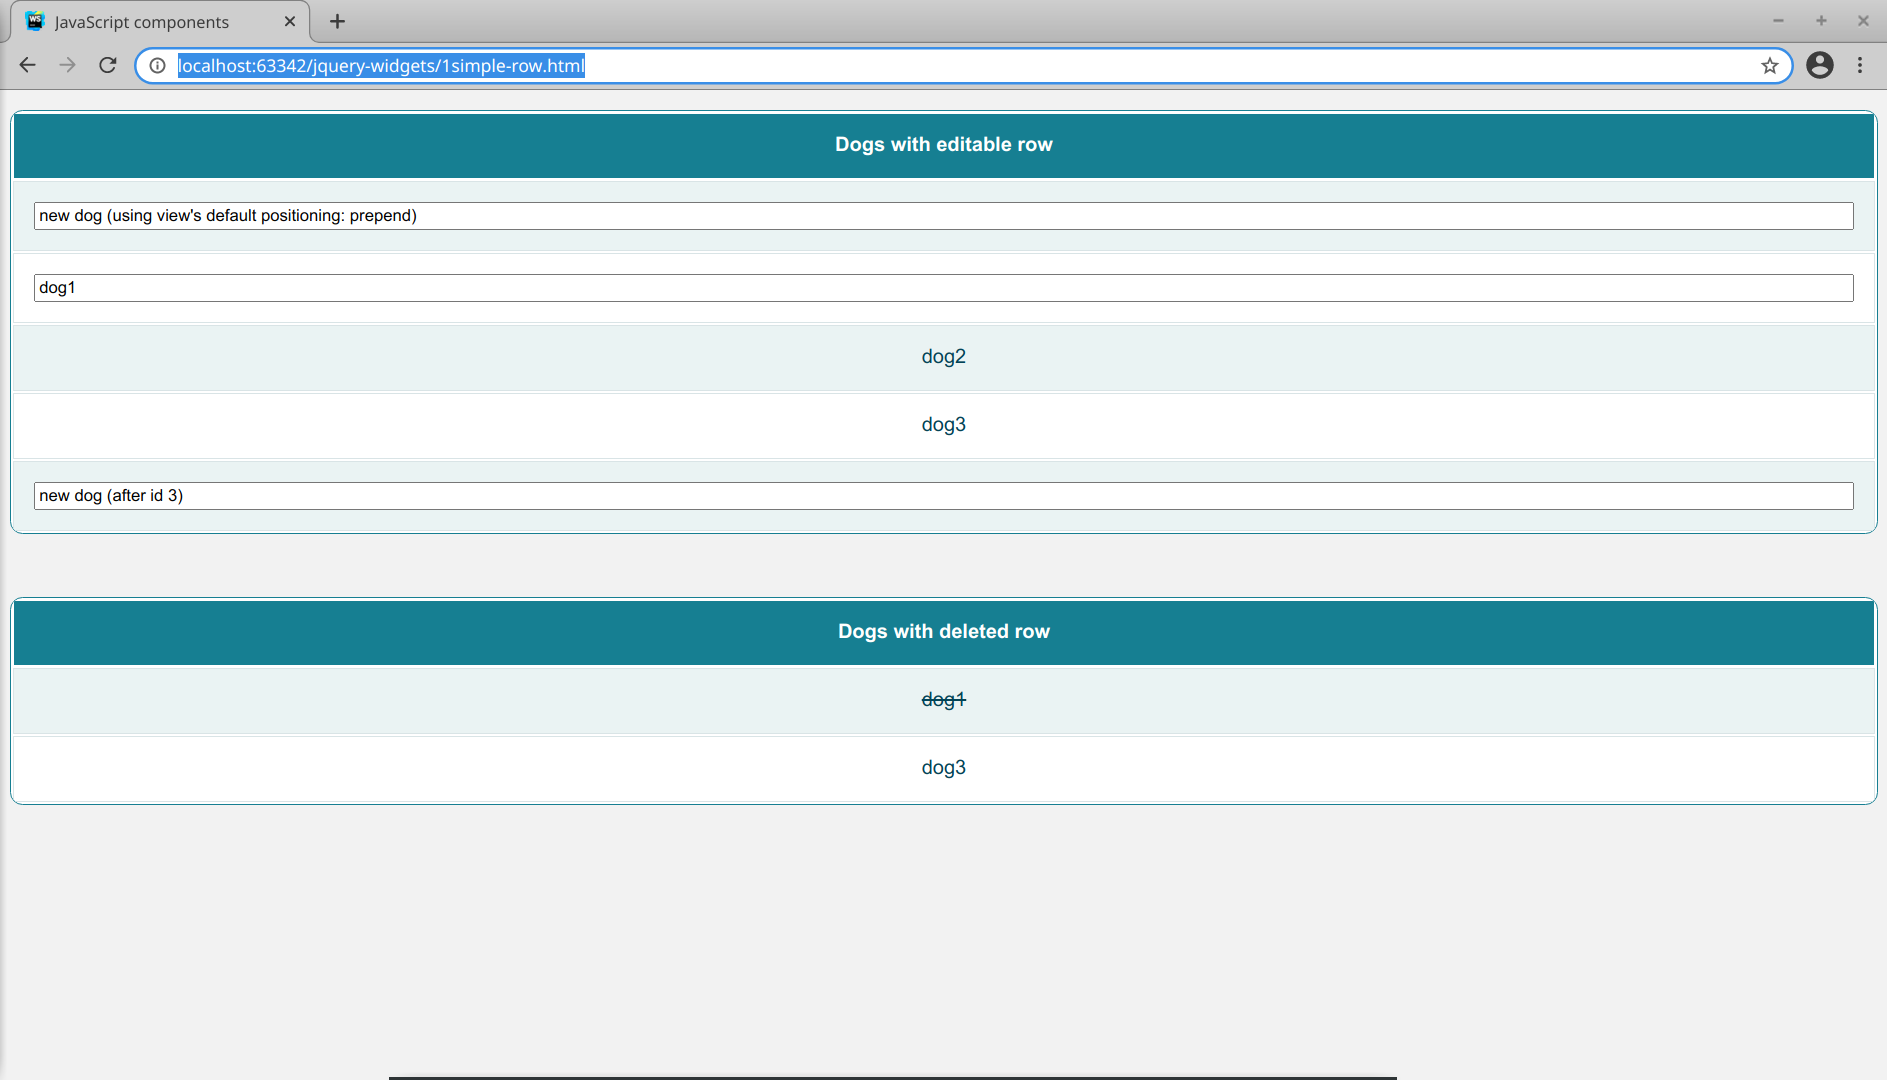 JavaScript components
localhost:63342/jquery-widgets/1simple-row.html
Dogs with editable row
new dog (using view's default positioning: prepend)
dog1
dog2
dog3
new dog (after id 3)
Dogs with deleted row
dog1
dog3